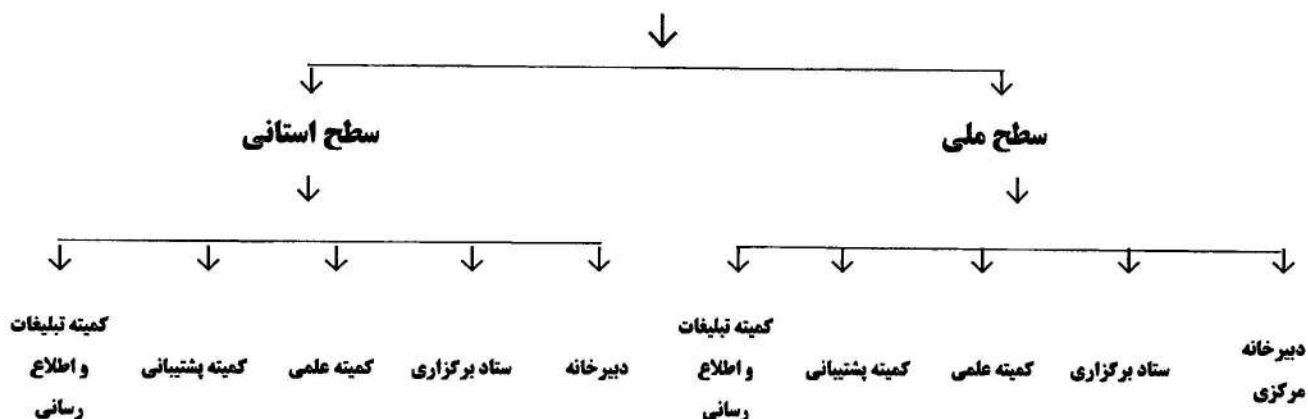 سطح ملی
سطح استانی
دبیرخانه
مرکزی
ستاد برگزاری
کمیته علمی
کمیته پشتیبانی
کمیته تبلیغات
و اطلاع
رسانی
دبیرخانه
ستاد برگزاری
کمیته علمی
کمیته پشتیبانی
کمیته تبلیغات
و اطلاع
رسانی